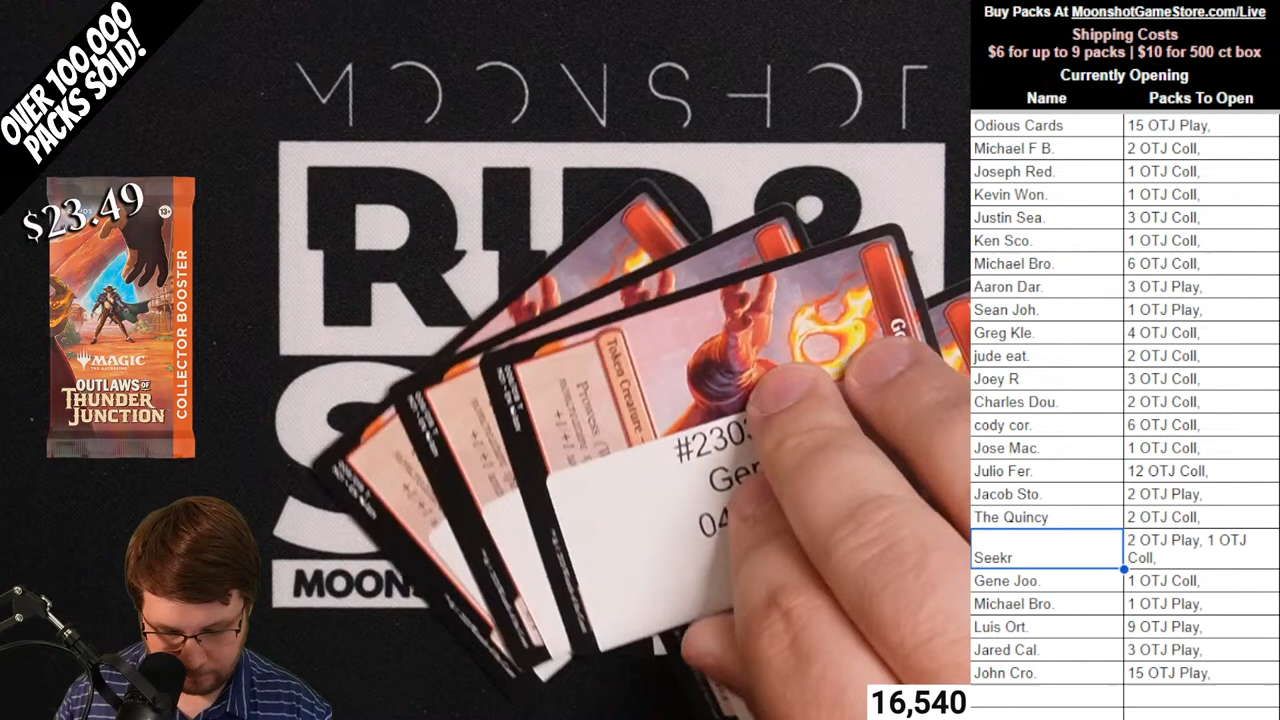 OVER 100,000
PACKS SOLD!
$23.49
13+
MAGIC
THE GATHERING
OUTLAWS OF
THUNDER
JUNCTION
COLLECTOR BOOSTER
MOONSHOT
RIP &
MOON
Token Creature
#230
Ger
04
Buy Packs At MoonshotGameStore.com/Live
Shipping Costs
$6 for up to 9 packs | $10 for 500 ct box
Currently Opening
Name Packs To Open
Odious Cards 15 OTJ Play,
Michael F B. 2 OTJ Coll,
Joseph Red. 1 OTJ Coll,
Kevin Won. 1 OTJ Coll,
Justin Sea. 3 OTJ Coll,
Ken Sco. 1 OTJ Coll,
Michael Bro. 6 OTJ Coll,
Aaron Dar. 3 OTJ Play,
Sean Joh. 1 OTJ Play,
Greg Kle. 4 OTJ Coll,
jude eat. 2 OTJ Coll,
Joey R 3 OTJ Coll,
Charles Dou. 2 OTJ Coll,
cody cor. 6 OTJ Coll,
Jose Mac. 1 OTJ Coll,
Julio Fer. 12 OTJ Coll,
Jacob Sto. 2 OTJ Play,
The Quincy 2 OTJ Coll,
Seekr 2 OTJ Play, 1 OTJ
Coll,
Gene Joo. 1 OTJ Coll,
Michael Bro. 1 OTJ Play,
Luis Ort. 9 OTJ Play,
Jared Cal. 3 OTJ Play,
John Cro. 15 OTJ Play,
16,540